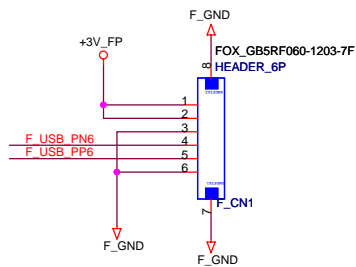 F_GND
+3V_FP
FOX_GB5RF060-1203-7F
HEADER_6P
8
1
2
3
F_USB_PN6
4
F_USB_PP6
5
6
F_CN1
7
F_GND
F_GND